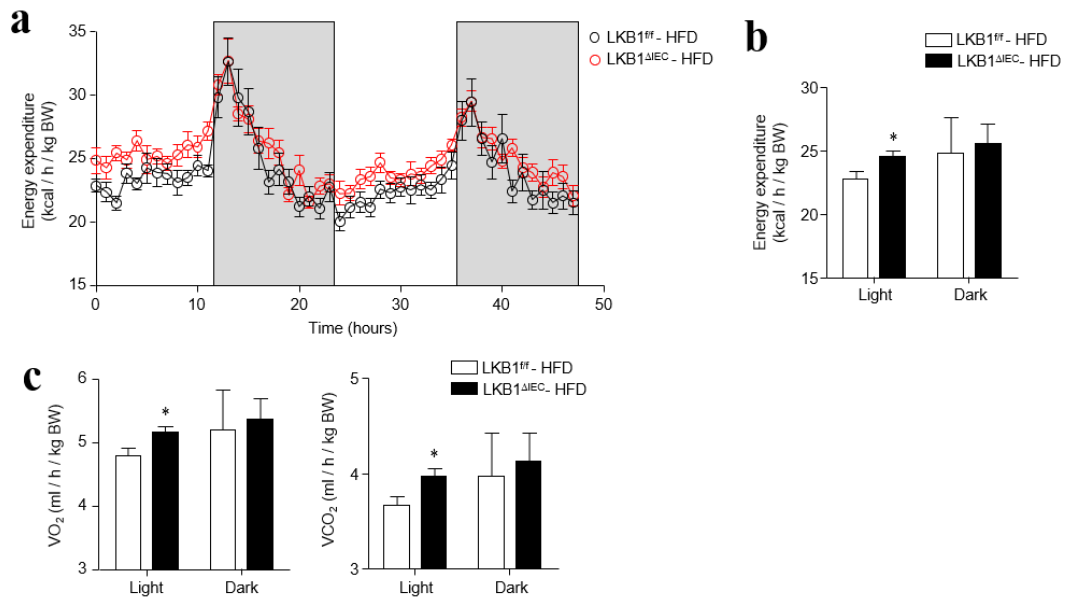 a
LKB1f/f - HFD
LKB1ΔIEC - HFD
Energy expenditure
(kcal / h / kg BW)
35
30
25
20
15
0
10
20
30
40
50
Time (hours)
b
LKB1f/f - HFD
LKB1ΔIEC - HFD
Energy expenditure
(kcal / h / kg BW)
30
25
20
15
*
Light
Dark
c
VO2 (ml / h / kg BW)
6
5
4
3
*
Light
Dark
LKB1f/f - HFD
LKB1ΔIEC - HFD
VCO2 (ml / h / kg BW)
5
4
3
*
Light
Dark